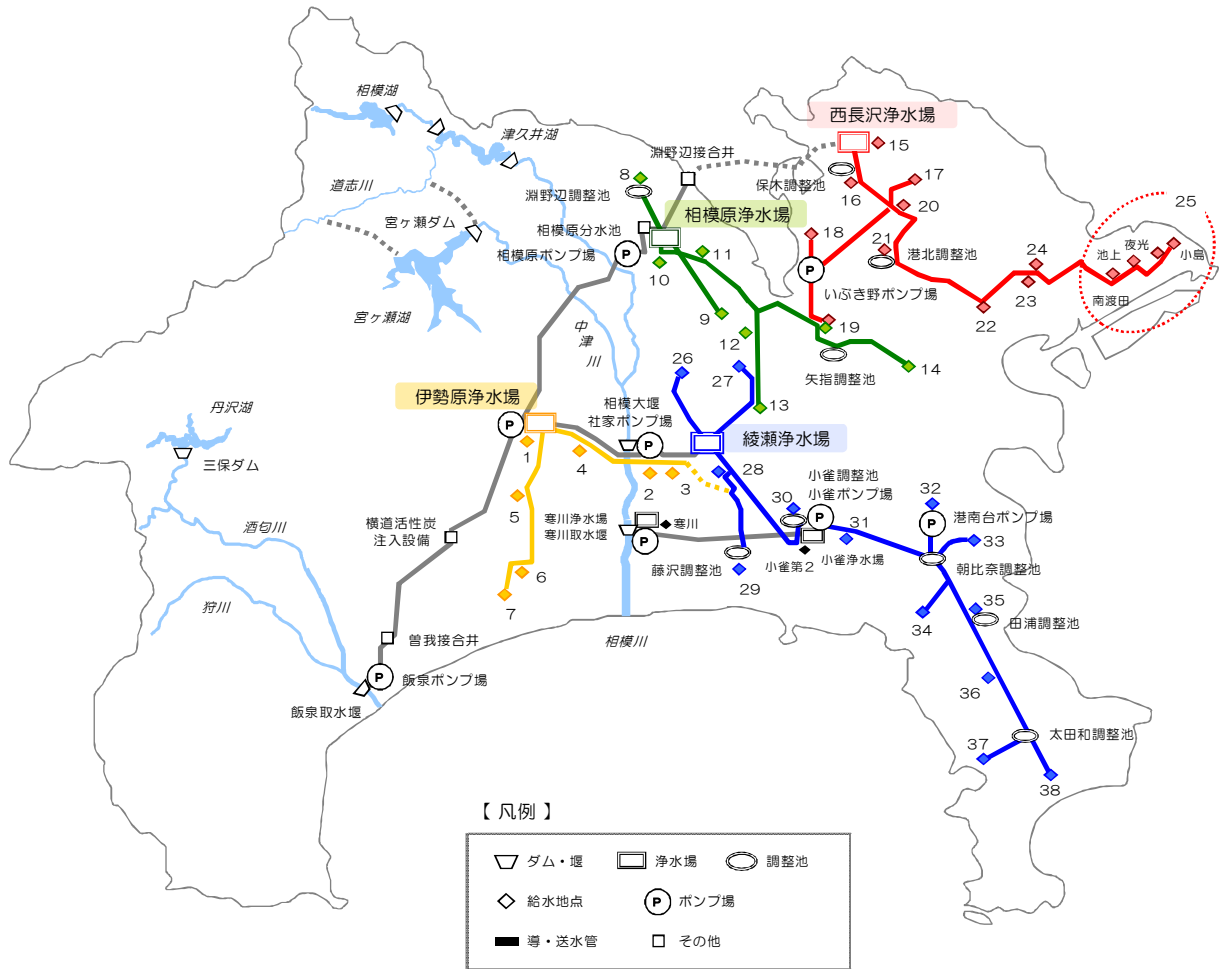 相模湖
津久井湖
道志川
宮ヶ瀬ダム
宮ヶ瀬湖
中津川
西長沢浄水場
15
淵野辺接合井
保木調整池
16
17
20
18
21
港北調整池
24
25
夜光
池上
小島
南渡田
23
22
いぶき野ポンプ場
19
8
淵野辺調整池
相模原浄水場
相模原分水池
相模原ポンプ場
11
10
9
12
矢指調整池
14
13
26
27
伊勢原浄水場
相模大堰
社家ポンプ場
綾瀬浄水場
丹沢湖
三保ダム
酒匂川
狩川
1
4
2
3
5
6
7
28
寒川浄水場
寒川取水堰
寒川
小雀調整池
小雀ポンプ場
30
31
32
港南台ポンプ場
33
横道活性炭
注入設備
藤沢調整池
29
小雀第2
小雀浄水場
朝比奈調整池
34
35
田浦調整池
相模川
曽我接合井
飯泉ポンプ場
飯泉取水堰
36
太田和調整池
37
38
【 凡例 】
ダム・堰
浄水場
調整池
給水地点
P
ポンプ場
導・送水管
その他
P
P
P
P
P
P
P
P